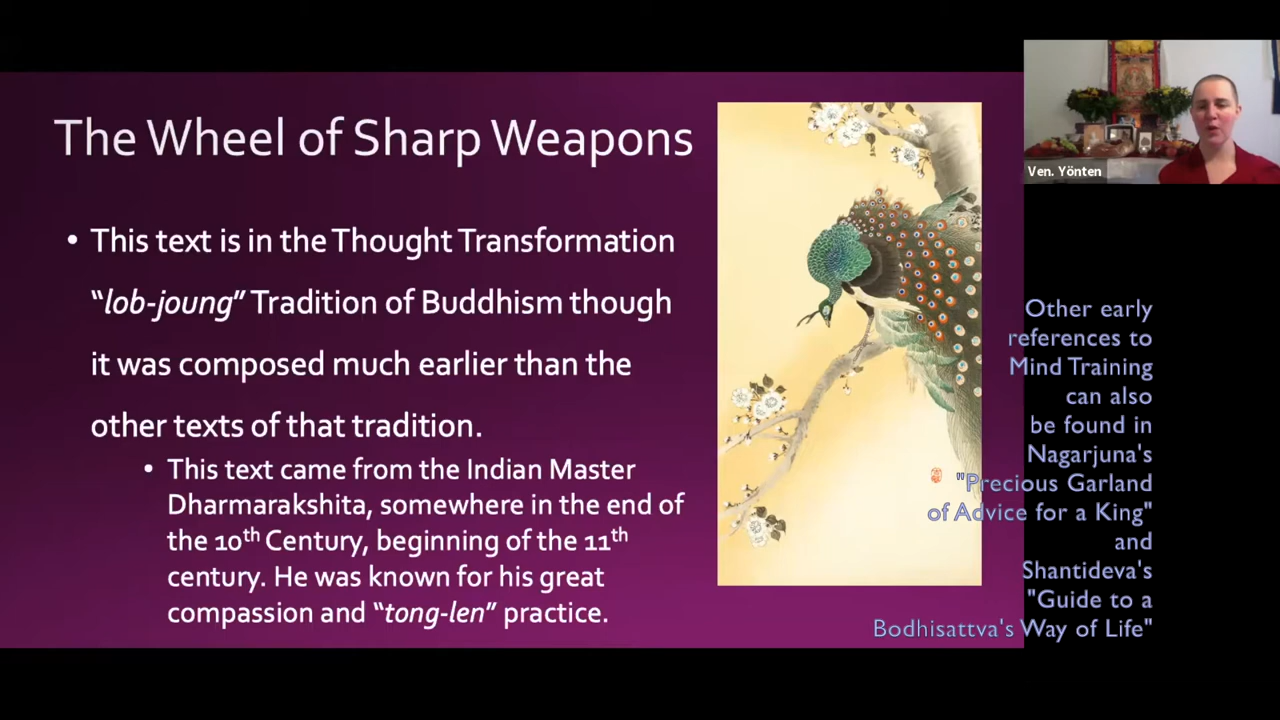 The Wheel of Sharp Weapons
• This text is in the Thought Transformation
“lob-joung” Tradition of Buddhism though
it was composed much earlier than the
other texts of that tradition.
• This text came from the Indian Master
Dharmarakshita, somewhere in the end of
the 10th Century, beginning of the 11th
century. He was known for his great
compassion and “tong-len” practice.
Ven. Yönten
Other early
references to
Mind Training
can also
be found in
Nagarjuna's
"Precious Garland
of Advice for a King"
and
Shantideva's
"Guide to a
Bodhisattva's Way of Life"